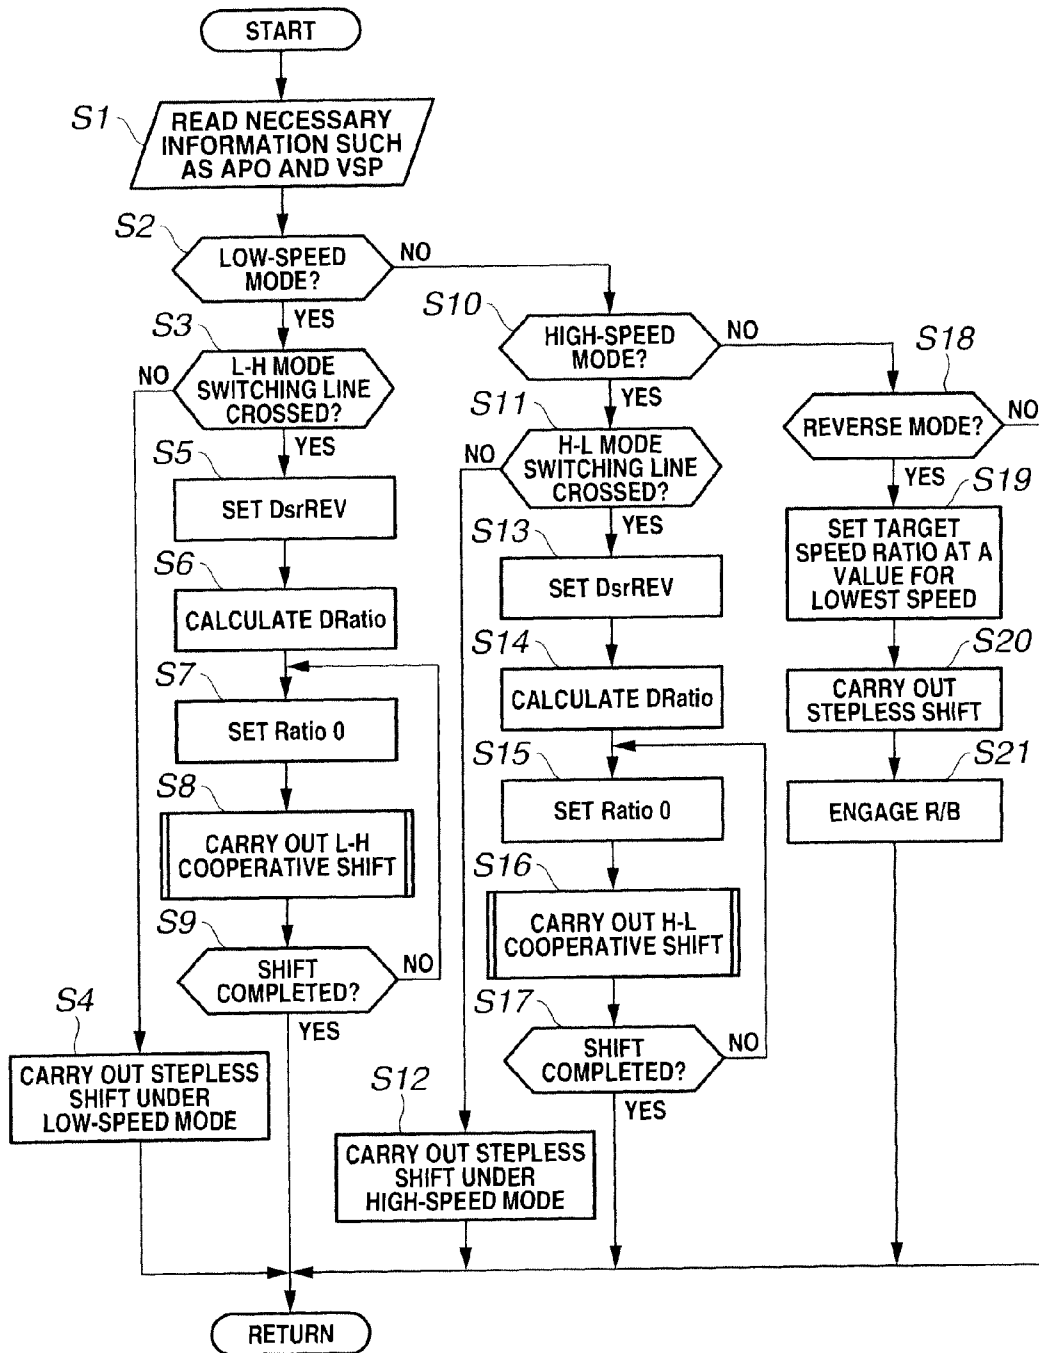 START
S1
READ NECESSARY
INFORMATION SUCH
AS APO AND VSP
S2
LOW-SPEED
MODE?
NO
YES
S3
L-H MODE
SWITCHING LINE
CROSSED?
NO
YES
S5
SET DsrREV
S6
CALCULATE DRatio
S7
SET Ratio 0
S8
CARRY OUT L-H
COOPERATIVE SHIFT
S9
SHIFT
COMPLETED?
NO
YES
S4
CARRY OUT STEPLESS
SHIFT UNDER
LOW-SPEED MODE
S10
HIGH-SPEED
MODE?
NO
YES
S11
H-L MODE
SWITCHING LINE
CROSSED?
NO
YES
S13
SET DsrREV
S14
CALCULATE DRatio
S15
SET Ratio 0
S16
CARRY OUT H-L
COOPERATIVE SHIFT
S17
SHIFT
COMPLETED?
NO
YES
S12
CARRY OUT STEPLESS
SHIFT UNDER
HIGH-SPEED MODE
S18
REVERSE MODE?
NO
YES
S19
SET TARGET
SPEED RATIO AT A
VALUE FOR
LOWEST SPEED
S20
CARRY OUT
STEPLESS SHIFT
S21
ENGAGE R/B
RETURN